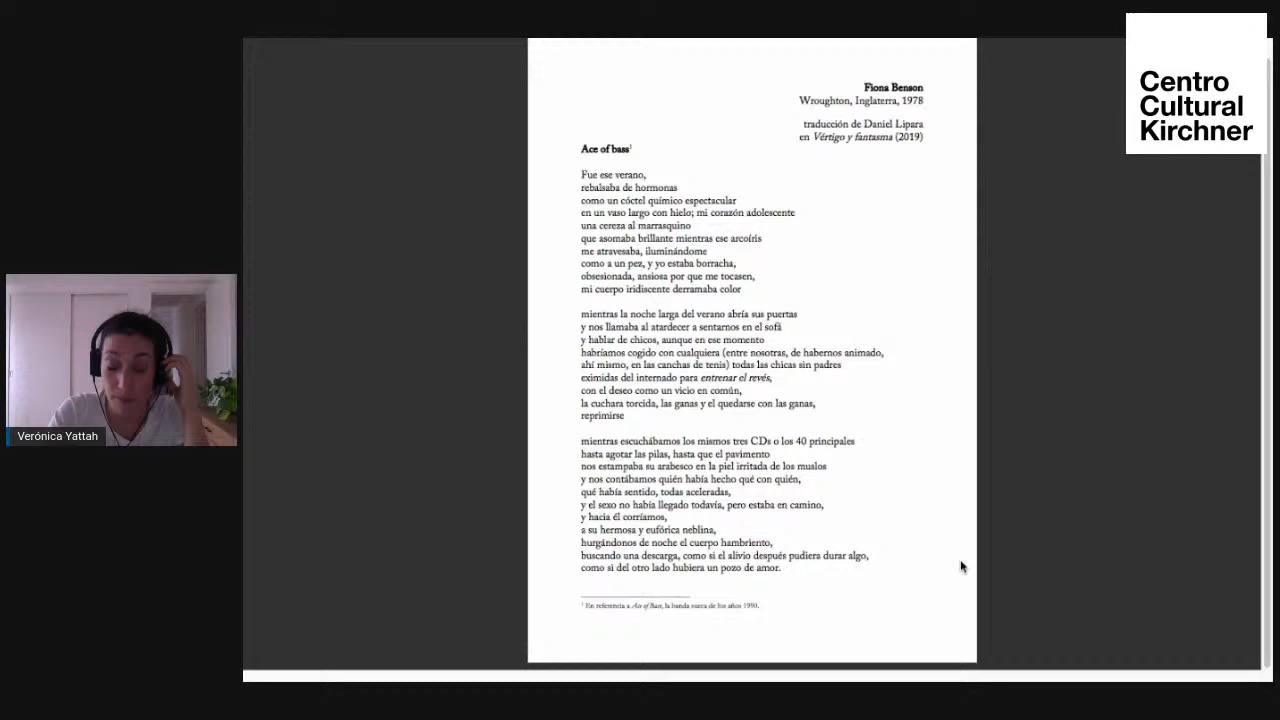 Centro
Cultural
Kirchner
Fiona Benson
Wroughton, Inglaterra, 1978
traducción de Daniel Lipara
en Vértigo y fantasma (2019)
Ace of bass¹
Fue ese verano,
rebalsaba de hormonas
como un cóctel químico espectacular
en un vaso largo con hielo; mi corazón adolescente
una cereza al marrasquino
que asomaba brillante mientras ese arcoíris
me atravesaba, iluminándome
como a un pez, y yo estaba borracha,
obsesionada, ansiosa por que me tocasen,
mi cuerpo iridiscente derramaba color
mientras la noche larga del verano abría sus puertas
y nos llamaba al atardecer a sentarnos en el sofá
y hablar de chicos, aunque en ese momento
habríamos cogido con cualquiera (entre nosotras, de habernos animado,
ahí mismo, en las canchas de tenis) todas las chicas sin padres
eximidas del internado para entrenar el revés,
con el deseo como un vicio en común,
la cuchara torcida, las ganas y el quedarse con las ganas,
reprimirse
mientras escuchábamos los mismos tres CDs o los 40 principales
hasta agotar las pilas, hasta que el pavimento
nos estampaba su arabesco en la piel irritada de los muslos
y nos contábamos quién había hecho qué con quién,
qué había sentido, todas aceleradas,
y el sexo no había llegado todavía, pero estaba en camino,
y hacia él corríamos,
a su hermosa y eufórica neblina,
hurgándonos de noche el cuerpo hambriento,
buscando una descarga, como si el alivio después pudiera durar algo,
como si del otro lado hubiera un pozo de amor.
¹ En referencia a Ace of Base, la banda sueca de los años 1990.
Verónica Yattah